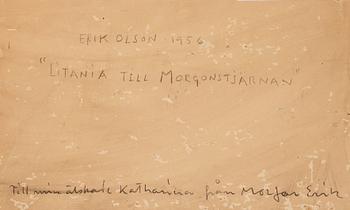 ERIK OLSON 1956
"LITANIA TILL MORGONSTJÄRNAN"
Till min älskade Katharina från Morfar Erik